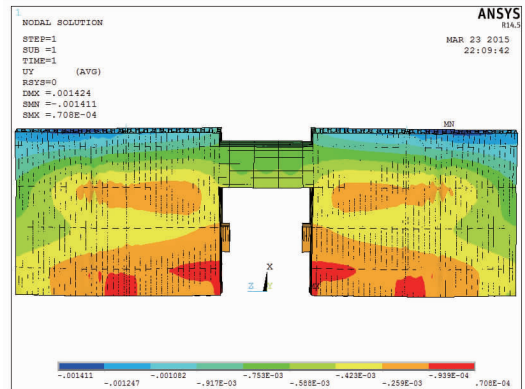 1
NODAL SOLUTION
STEP=1
SUB =1
TIME=1
UY (AVG)
RSYS=0
DMX =.001424
SMN =-.001411
SMX =.708E-04
ANSYS
R14.5
MAR 23 2015
22:09:42
MN
X
Z Y
-.001411 -.001082 -.753E-03 -.423E-03 -.939E-04
-.001247 -.917E-03 -.588E-03 -.259E-03 .708E-04